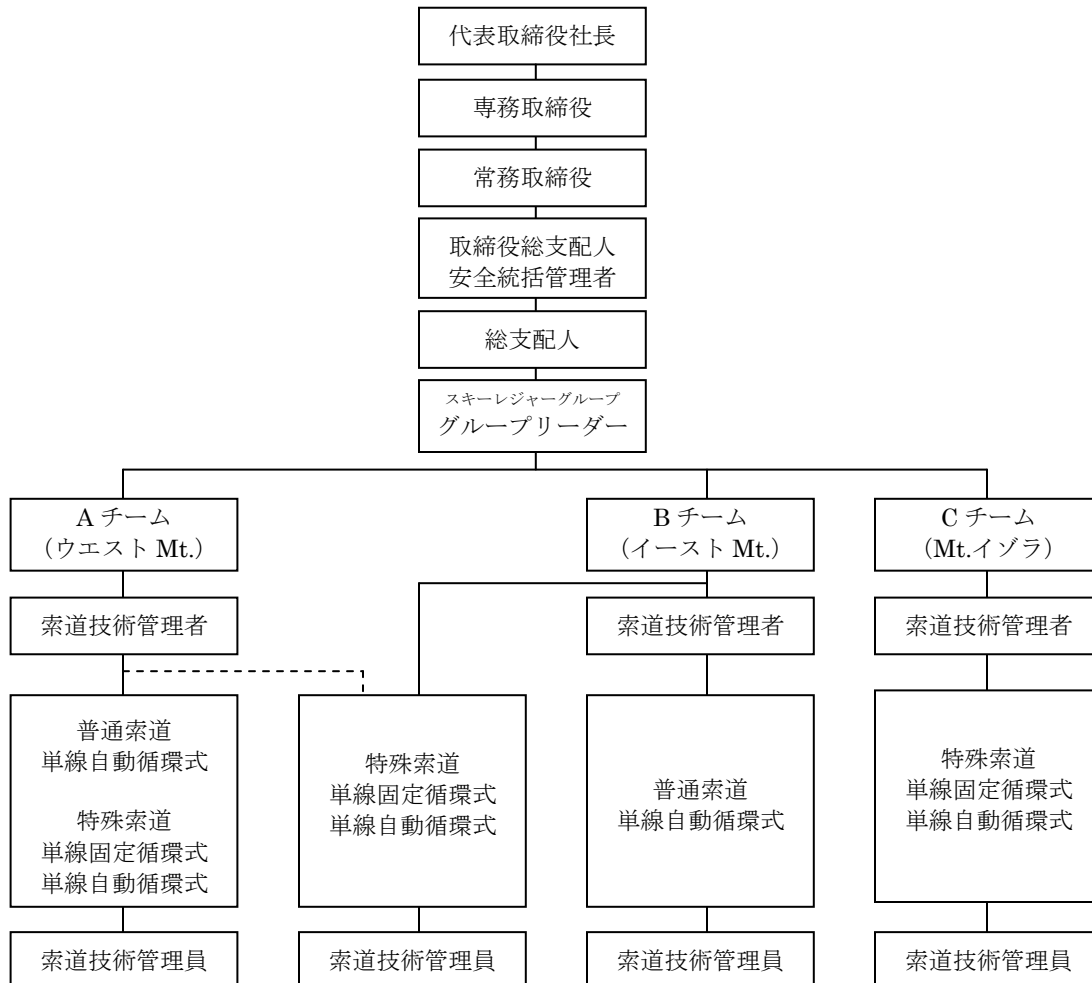 代表取締役社長
専務取締役
常務取締役
取締役総支配人
安全統括管理者
総支配人
スキーレジャーグループ
グループリーダー
A チーム
（ウエスト Mt.）
B チーム
（イースト Mt.）
C チーム
（Mt.イゾラ）
索道技術管理者
索道技術管理者
索道技術管理者
普通索道
単線自動循環式
特殊索道
単線固定循環式
単線自動循環式
特殊索道
単線固定循環式
単線自動循環式
普通索道
単線自動循環式
特殊索道
単線固定循環式
単線自動循環式
索道技術管理員
索道技術管理員
索道技術管理員
索道技術管理員